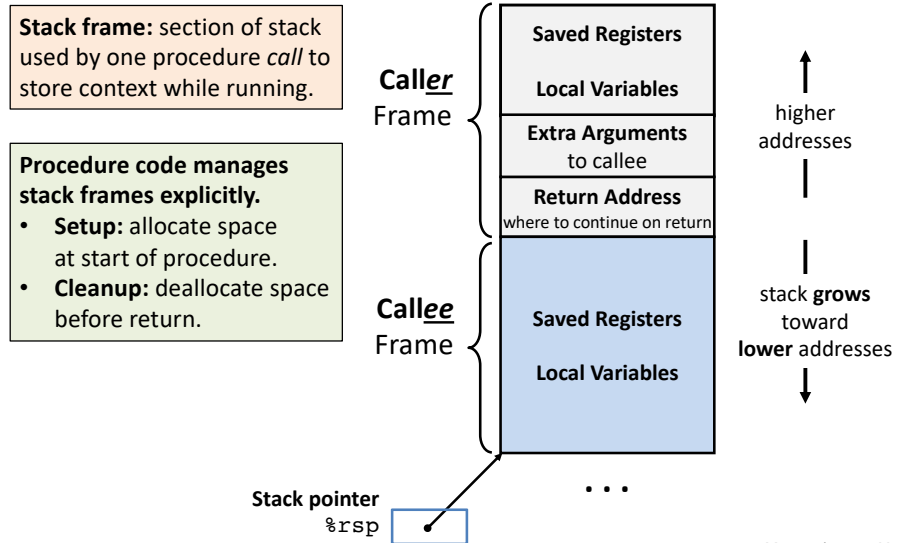 Stack frame: section of stack
used by one procedure call to
store context while running.
Procedure code manages
stack frames explicitly.
• Setup: allocate space
at start of procedure.
• Cleanup: deallocate space
before return.
Caller
Frame
Saved Registers
Local Variables
Extra Arguments
to callee
Return Address
where to continue on return
higher
addresses
Callee
Frame
Saved Registers
Local Variables
stack grows
toward
lower addresses
. . .
Stack pointer
%rsp